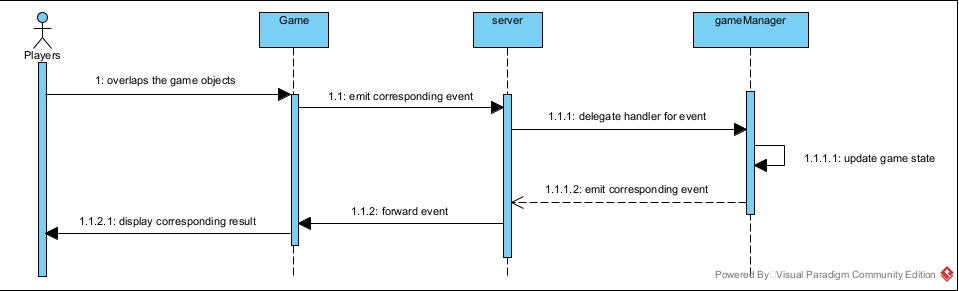 Game
server
gameManager
Players
1: overlaps the game objects
1.1: emit corresponding event
1.1.1: delegate handler for event
1.1.1.1: update game state
1.1.1.2: emit corresponding event
1.1.2: forward event
1.1.2.1: display corresponding result
Powered By Visual Paradigm Community Edition